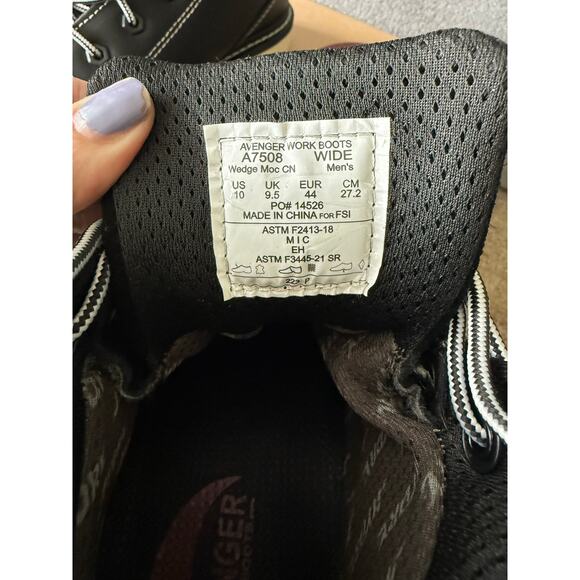 AVENGER WORK BOOTS
A7508 WIDE
Wedge Moc CN Men's
US UK EUR CM
10 9.5 44 27.2
PO# 14526
MADE IN CHINA FOR FSI
ASTM F2413-18
M I C
EH
ASTM F3445-21 SR